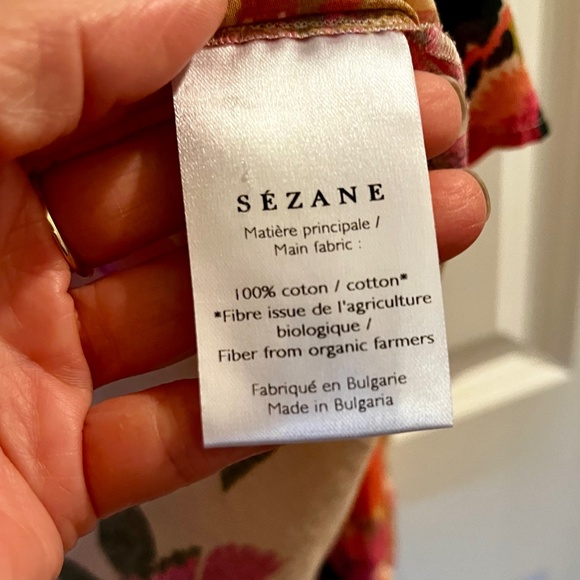 SÉZANE
Matière principale /
Main fabric :
100% coton / cotton*
*Fibre issue de l'agriculture
biologique /
Fiber from organic farmers
Fabriqué en Bulgarie
Made in Bulgaria